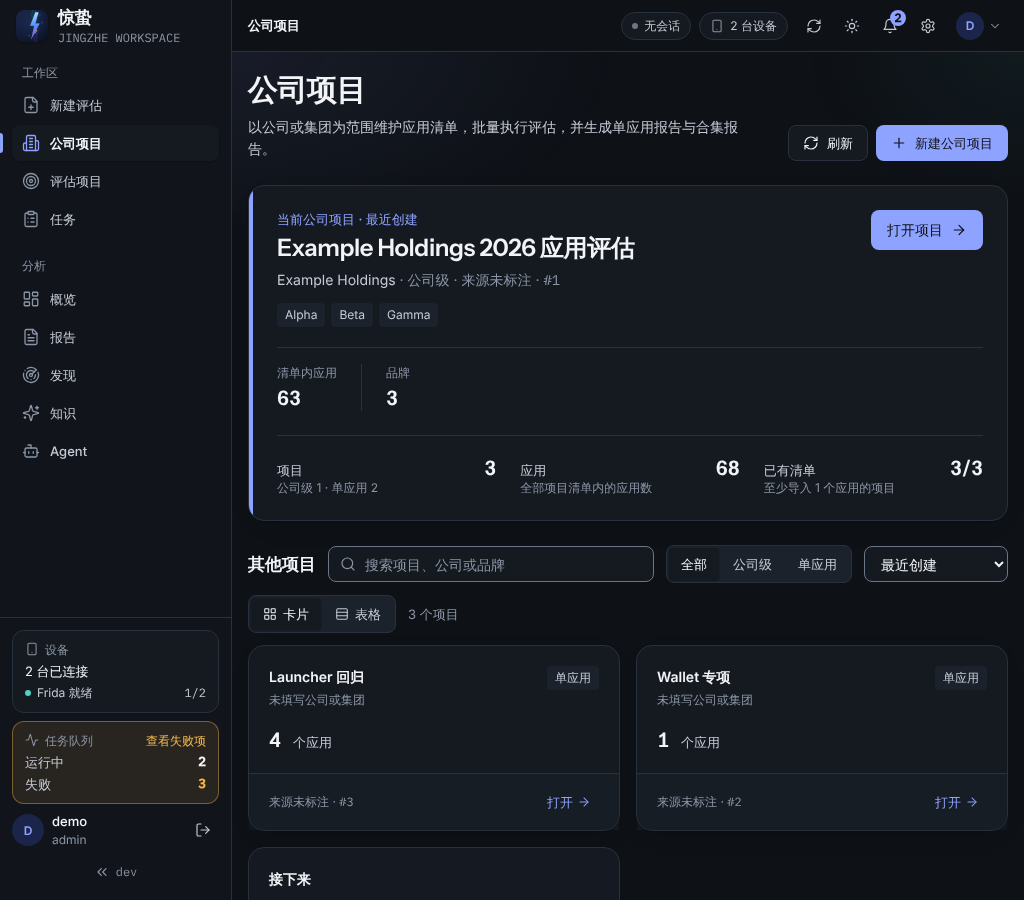 惊蛰
JINGZHE WORKSPACE
工作区
新建评估
公司项目
评估项目
任务
分析
概览
报告
发现
知识
Agent
设备
2 台已连接
Frida 就绪 1/2
任务队列 查看失败项
运行中 2
失败 3
D
demo
admin
dev
公司项目
无会话
2 台设备
2
D
公司项目
以公司或集团为范围维护应用清单，批量执行评估，并生成单应用报告与合集报
告。
刷新
新建公司项目
当前公司项目 · 最近创建
Example Holdings 2026 应用评估
打开项目
Example Holdings · 公司级 · 来源未标注 · #1
Alpha Beta Gamma
清单内应用 品牌
63 3
项目 3 应用 68 已有清单 3/3
公司级 1 · 单应用 2 全部项目清单内的应用数 至少导入 1 个应用的项目
其他项目
搜索项目、公司或品牌
全部 公司级 单应用
最近创建
卡片 表格 3 个项目
Launcher 回归 单应用
未填写公司或集团
4 个应用
来源未标注 · #3 打开
Wallet 专项 单应用
未填写公司或集团
1 个应用
来源未标注 · #2 打开
接下来